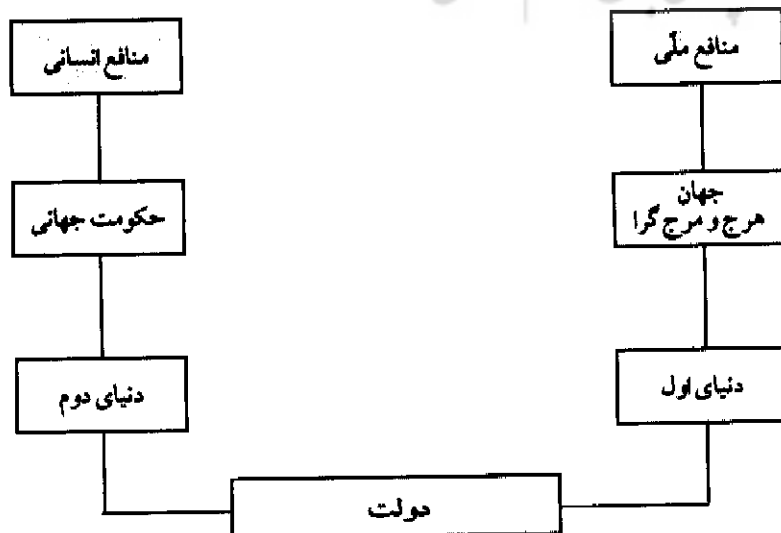 منافع ملّی
منافع انسانی
جهان
هرج و مرج گرا
حکومت جهانی
دنیای اول
دنیای دوم
دولت